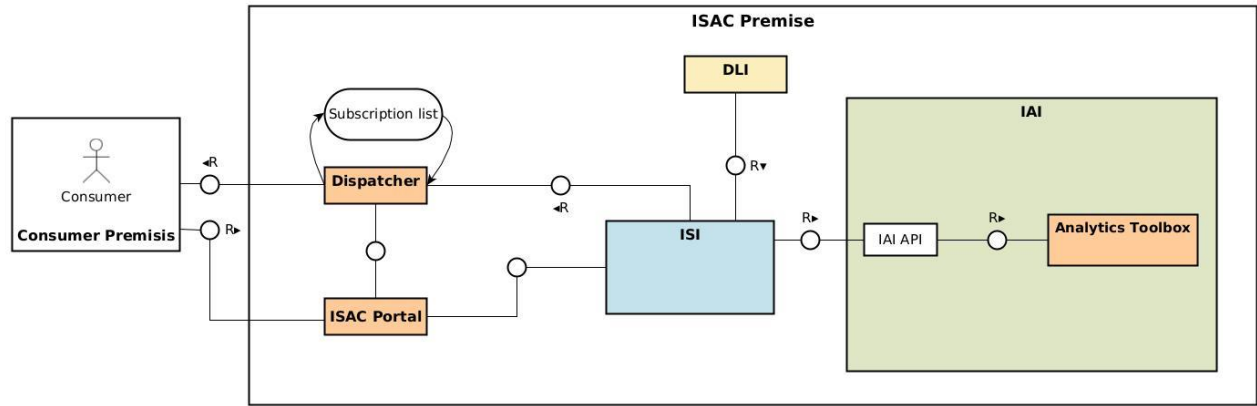 ISAC Premise
DLI
IAI
Subscription list
◂R
Consumer
Consumer Premisis
R▸
Dispatcher
◂R
R▾
ISI
R▸
IAI API
R▸
Analytics Toolbox
ISAC Portal